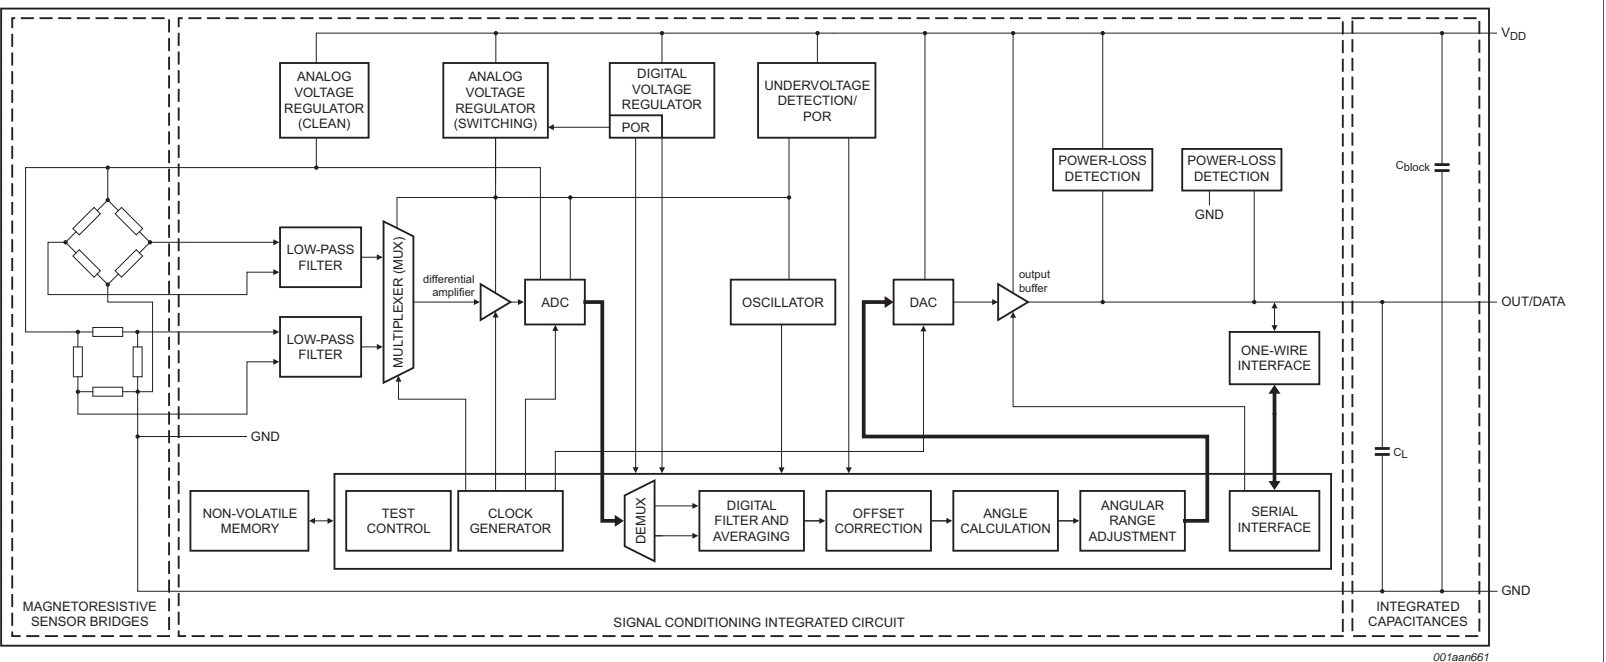 VDD
ANALOG
VOLTAGE
REGULATOR
(CLEAN)
ANALOG
VOLTAGE
REGULATOR
(SWITCHING)
DIGITAL
VOLTAGE
REGULATOR
POR
UNDERVOLTAGE
DETECTION/
POR
POWER-LOSS
DETECTION
POWER-LOSS
DETECTION
GND
Cblock
LOW-PASS
FILTER
LOW-PASS
FILTER
MULTIPLEXER (MUX)
differential
amplifier
ADC
OSCILLATOR
DAC
output
buffer
OUT/DATA
ONE-WIRE
INTERFACE
GND
CL
NON-VOLATILE
MEMORY
TEST
CONTROL
CLOCK
GENERATOR
DEMUX
DIGITAL
FILTER AND
AVERAGING
OFFSET
CORRECTION
ANGLE
CALCULATION
ANGULAR
RANGE
ADJUSTMENT
SERIAL
INTERFACE
GND
MAGNETORESISTIVE
SENSOR BRIDGES
SIGNAL CONDITIONING INTEGRATED CIRCUIT
INTEGRATED
CAPACITANCES
001aan661